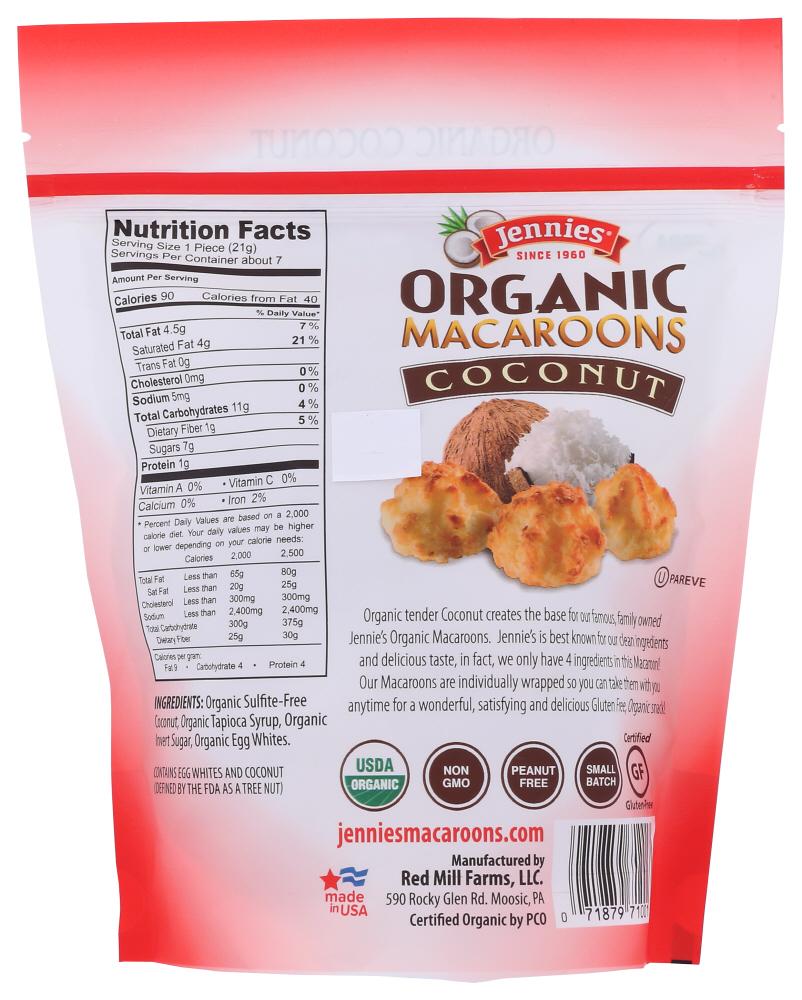 ORGANIC COCONUT
Nutrition Facts
Serving Size 1 Piece (21g)
Servings Per Container about 7
Amount Per Serving
Calories 90 Calories from Fat 40
% Daily Value*
Total Fat 4.5g 7%
Saturated Fat 4g 21%
Trans Fat 0g
Cholesterol 0mg 0%
Sodium 5mg 0%
Total Carbohydrates 11g 4%
Dietary Fiber 1g 5%
Sugars 7g
Protein 1g
Vitamin A 0% • Vitamin C 0%
Calcium 0% • Iron 2%
* Percent Daily Values are based on a 2,000
calorie diet. Your daily values may be higher
or lower depending on your calorie needs:
Calories 2,000 2,500
Total Fat Less than 65g 80g
Sat Fat Less than 20g 25g
Cholesterol Less than 300mg 300mg
Sodium Less than 2,400mg 2,400mg
Total Carbohydrate 300g 375g
Dietary Fiber 25g 30g
Calories per gram:
Fat 9 • Carbohydrate 4 • Protein 4
INGREDIENTS: Organic Sulfite-Free
Coconut, Organic Tapioca Syrup, Organic
Invert Sugar, Organic Egg Whites.
CONTAINS EGG WHITES AND COCONUT
(DEFINED BY THE FDA AS A TREE NUT)
Jennies®
SINCE 1960
ORGANIC
MACAROONS
COCONUT
U PAREVE
Organic tender Coconut creates the base for our famous, family owned
Jennie's Organic Macaroons. Jennie's is best known for our clean ingredients
and delicious taste, in fact, we only have 4 ingredients in this Macaroon!
Our Macaroons are individually wrapped so you can take them with you
anytime for a wonderful, satisfying and delicious Gluten Free, Organic snack!
USDA
ORGANIC
NON
GMO
PEANUT
FREE
SMALL
BATCH
Certified
GF
Gluten-Free
jenniesmacaroons.com
made
in USA
Manufactured by
Red Mill Farms, LLC.
590 Rocky Glen Rd. Moosic, PA
Certified Organic by PCO
0 71879 71001